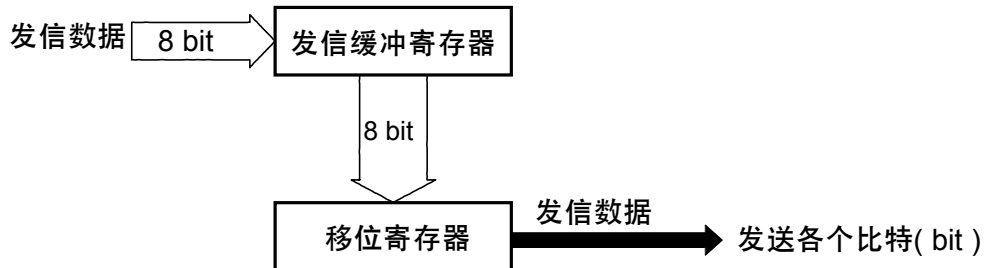 发信数据
8 bit
发信缓冲寄存器
8 bit
移位寄存器
发信数据
发送各个比特( bit )